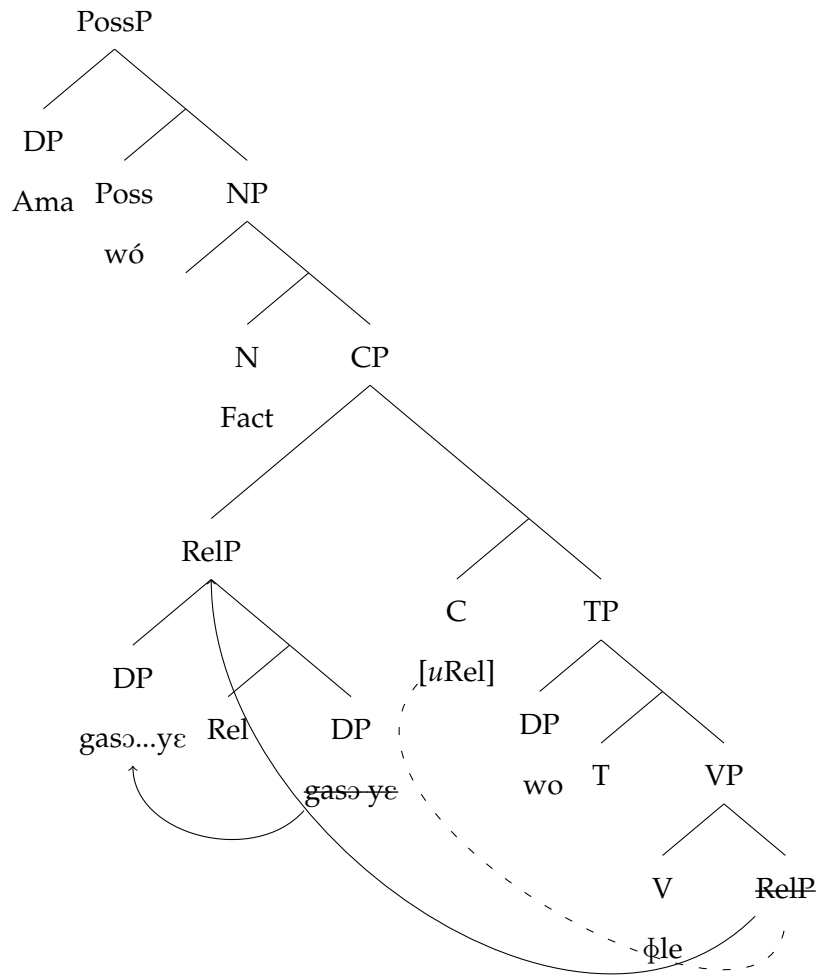 PossP
DP
Ama
Poss
NP
wó
N
CP
Fact
RelP
C
TP
DP
[uRel]
gasɔ...yɛ
Rel
DP
DP
gasɔ yɛ
wo
T
VP
V
RelP
ɸle